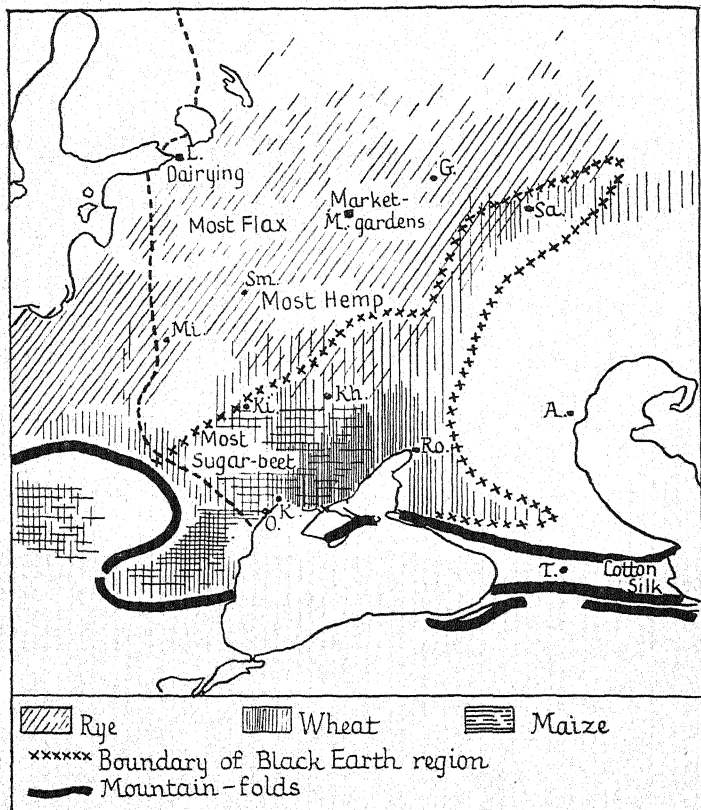 L.
Dairying
G.
Market-
M. gardens
Sa.
Most Flax
Sm.
Most Hemp
Mi.
Kh.
Ki.
A.
Most
Sugar-beet
Ro.
O.
K.
T.
Cotton
Silk
Rye
Wheat
Maize
Boundary of Black Earth region
Mountain-folds